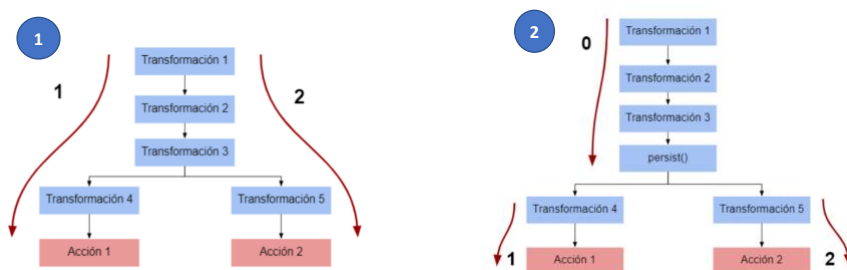 1
Transformación 1
1
2
Transformación 2
Transformación 3
Transformación 4
Transformación 5
Acción 1
Acción 2
2
0
Transformación 1
Transformación 2
Transformación 3
persist()
Transformación 4
Transformación 5
1
Acción 1
Acción 2
2